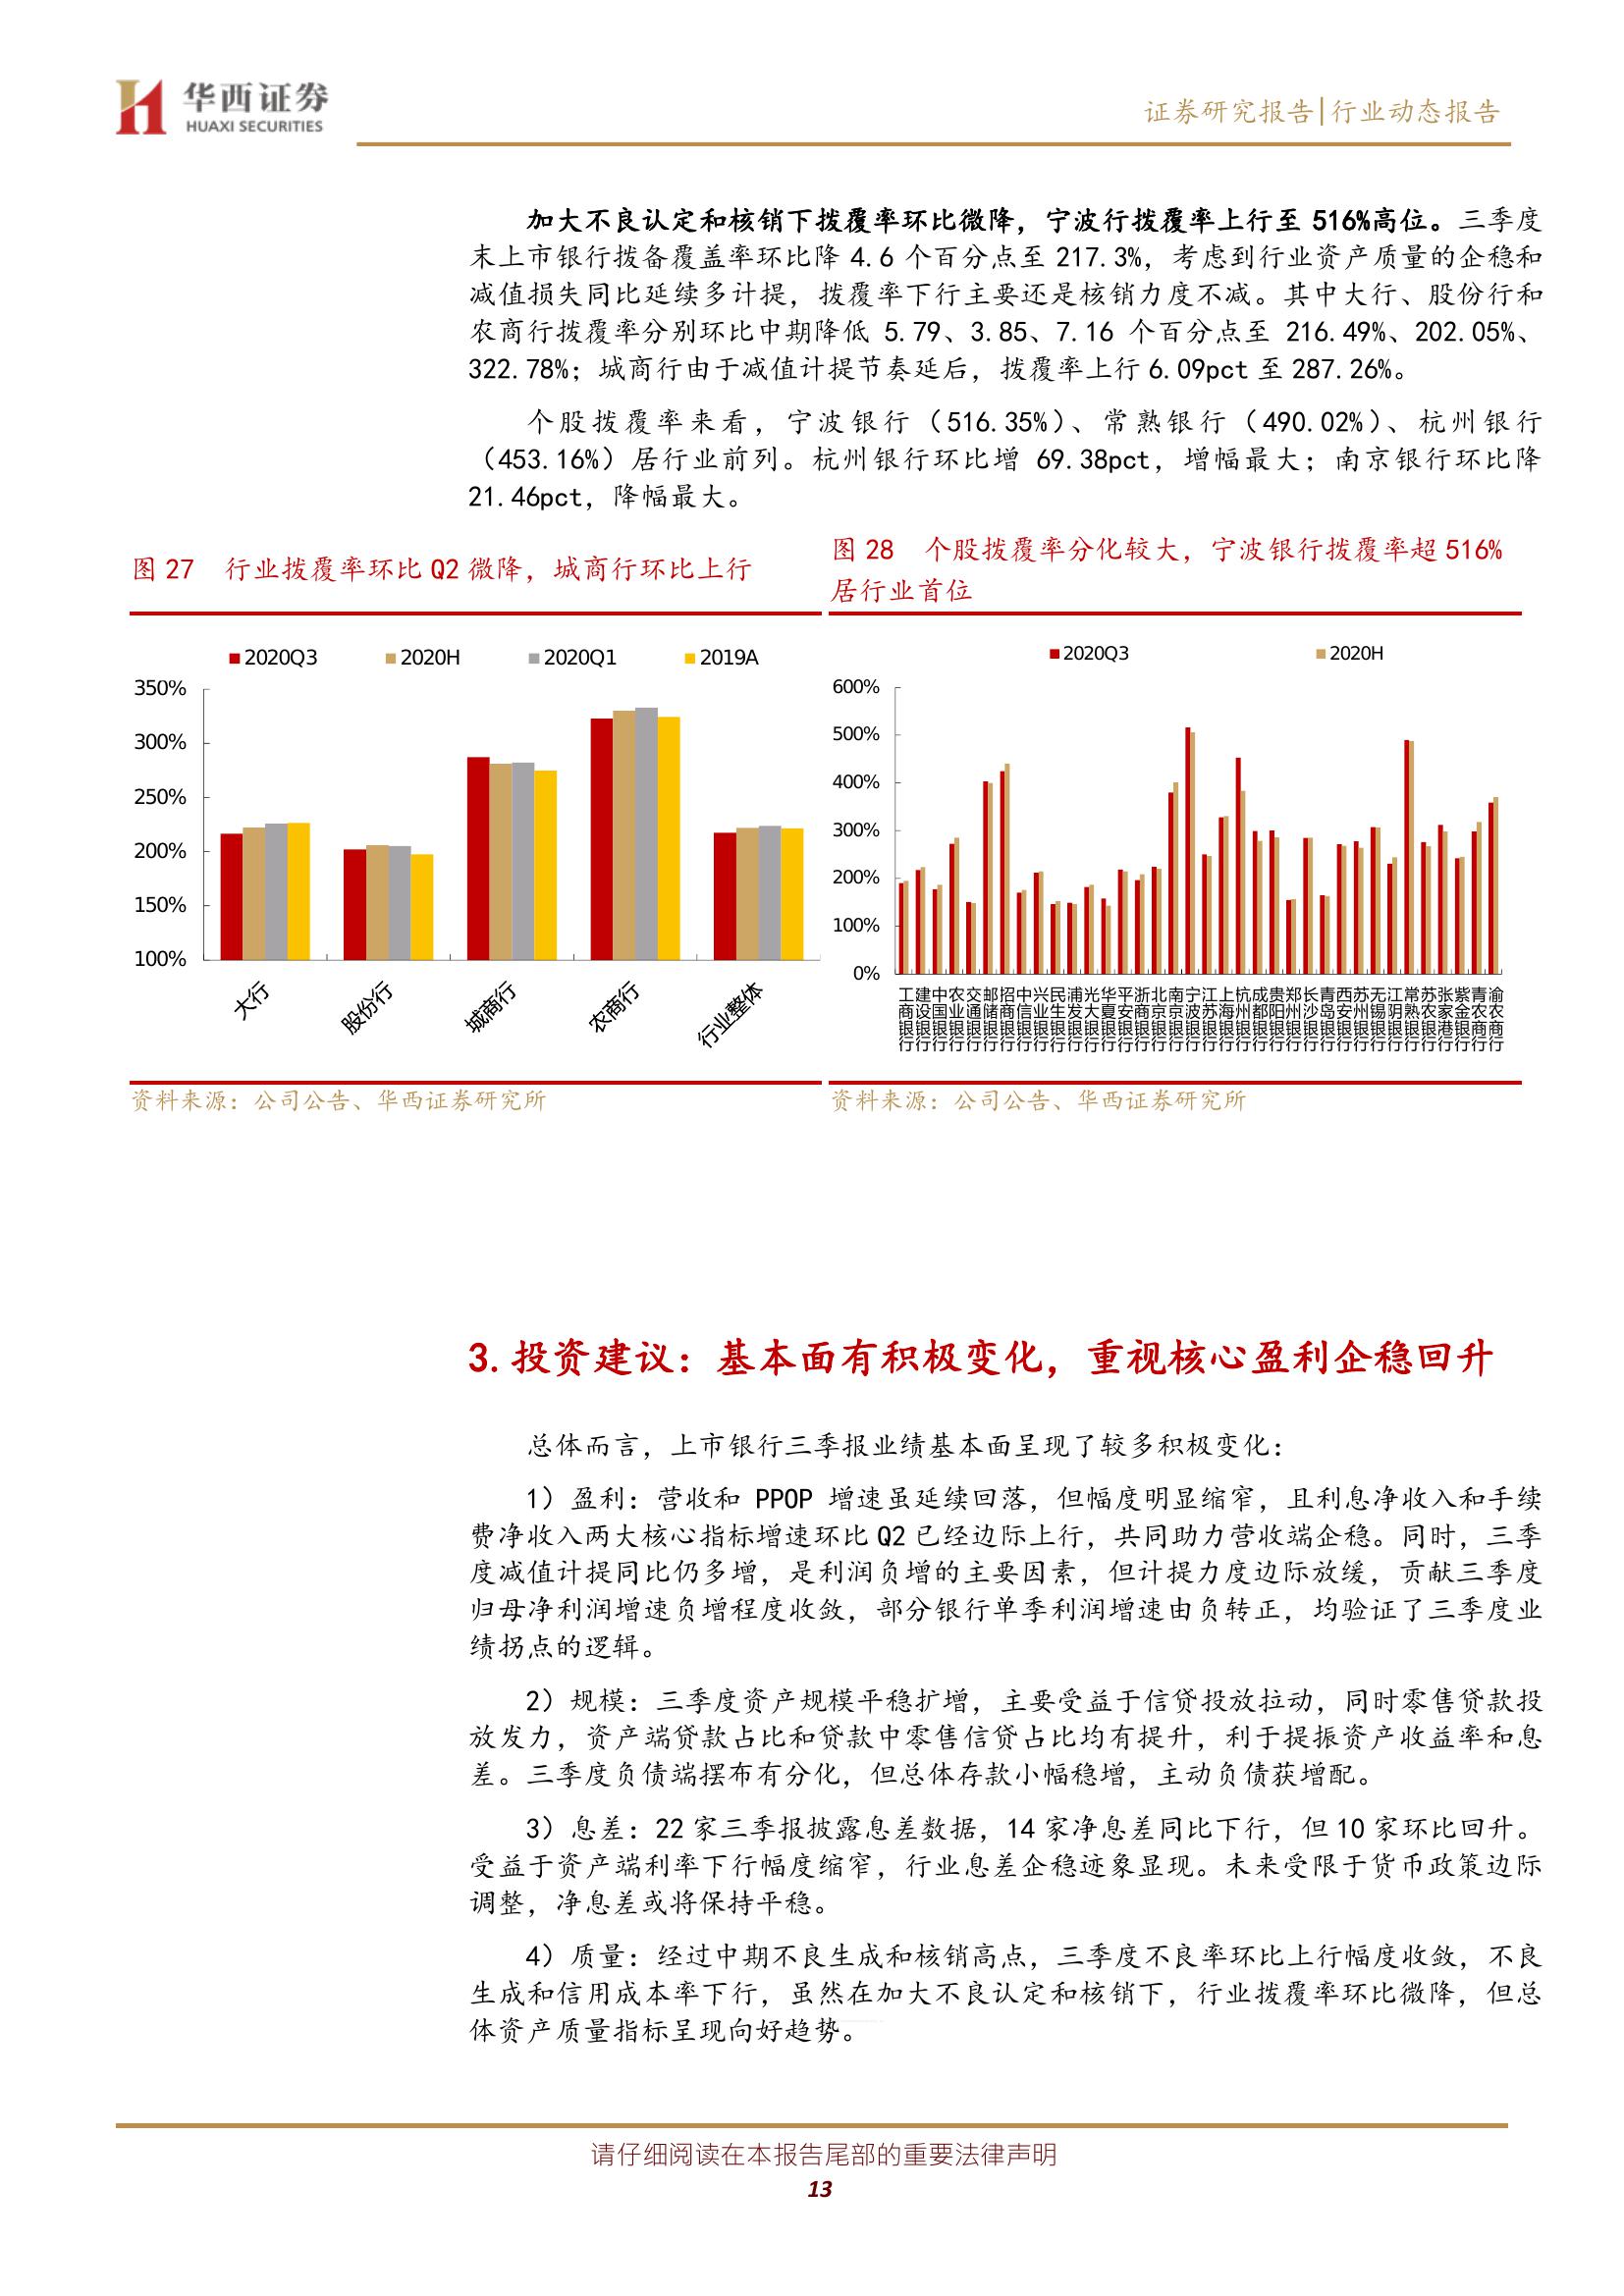 华西证券
HUAXI SECURITIES
证券研究报告|行业动态报告
加大不良认定和核销下拨覆率环比微降，宁波行拨覆率上行至 516%高位。三季度
末上市银行拨备覆盖率环比降 4.6 个百分点至 217.3%，考虑到行业资产质量的企稳和
减值损失同比延续多计提，拨覆率下行主要还是核销力度不减。其中大行、股份行和
农商行拨覆率分别环比中期降低 5.79、3.85、7.16 个百分点至 216.49%、202.05%、
322.78%；城商行由于减值计提节奏延后，拨覆率上行 6.09pct 至 287.26%。
个股拨覆率来看，宁波银行（516.35%）、常熟银行（490.02%）、杭州银行
（453.16%）居行业前列。杭州银行环比增 69.38pct，增幅最大；南京银行环比降
21.46pct，降幅最大。
图 27 行业拨覆率环比 Q2 微降，城商行环比上行
2020Q3 2020H 2020Q1 2019A
350%
300%
250%
200%
150%
100%
大行 股份行 城商行 农商行 行业整体
资料来源：公司公告、华西证券研究所
图 28 个股拨覆率分化较大，宁波银行拨覆率超 516%
居行业首位
2020Q3 2020H
600%
500%
400%
300%
200%
100%
0%
工商银行 建设银行 中国银行 农业银行 交通银行 邮储银行 招商银行 中信银行 兴业银行 民生银行 浦发银行 光大银行 华夏银行 平安银行 浙商银行 北京银行 南京银行 宁波银行 江苏银行 上海银行 杭州银行 成都银行 贵阳银行 郑州银行 长沙银行 青岛银行 西安银行 苏州银行 无锡银行 江阴银行 常熟银行 苏农银行 张家港行 紫金银行 青农商行 渝农商行
资料来源：公司公告、华西证券研究所
3. 投资建议：基本面有积极变化，重视核心盈利企稳回升
总体而言，上市银行三季报业绩基本面呈现了较多积极变化：
1）盈利：营收和 PPOP 增速虽延续回落，但幅度明显缩窄，且利息净收入和手续
费净收入两大核心指标增速环比 Q2 已经边际上行，共同助力营收端企稳。同时，三季
度减值计提同比仍多增，是利润负增的主要因素，但计提力度边际放缓，贡献三季度
归母净利润增速负增程度收敛，部分银行单季利润增速由负转正，均验证了三季度业
绩拐点的逻辑。
2）规模：三季度资产规模平稳扩增，主要受益于信贷投放拉动，同时零售贷款投
放发力，资产端贷款占比和贷款中零售信贷占比均有提升，利于提振资产收益率和息
差。三季度负债端摆布有分化，但总体存款小幅稳增，主动负债获增配。
3）息差：22 家三季报披露息差数据，14 家净息差同比下行，但 10 家环比回升。
受益于资产端利率下行幅度缩窄，行业息差企稳迹象显现。未来受限于货币政策边际
调整，净息差或将保持平稳。
4）质量：经过中期不良生成和核销高点，三季度不良率环比上行幅度收敛，不良
生成和信用成本率下行，虽然在加大不良认定和核销下，行业拨覆率环比微降，但总
体资产质量指标呈现向好趋势。
请仔细阅读在本报告尾部的重要法律声明
13